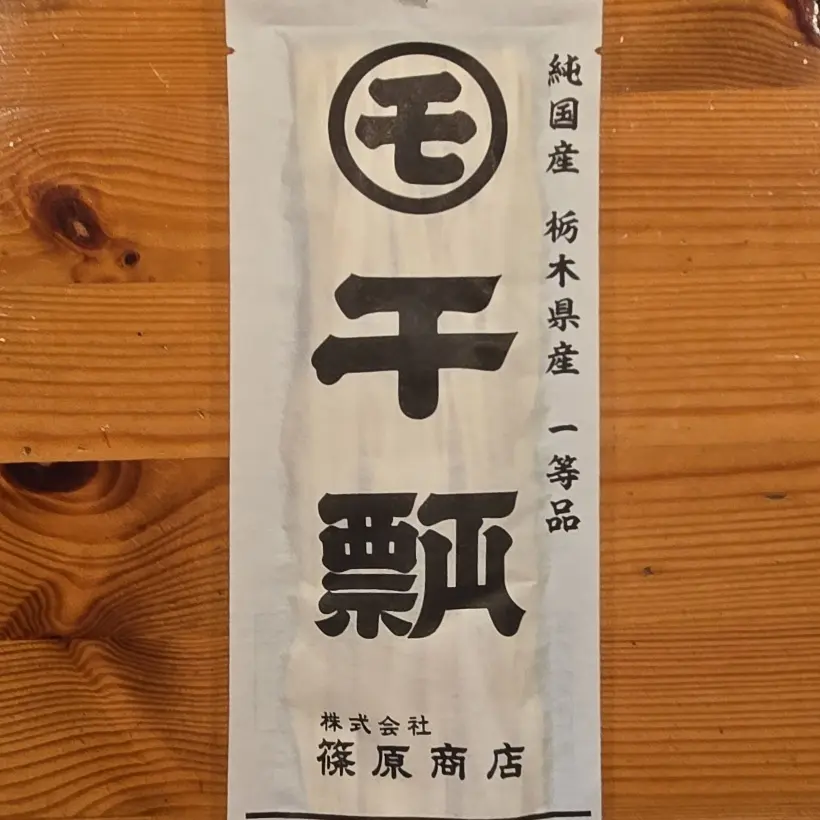 モ
干瓢
純国産 栃木県産 一等品
株式会社
篠原商店